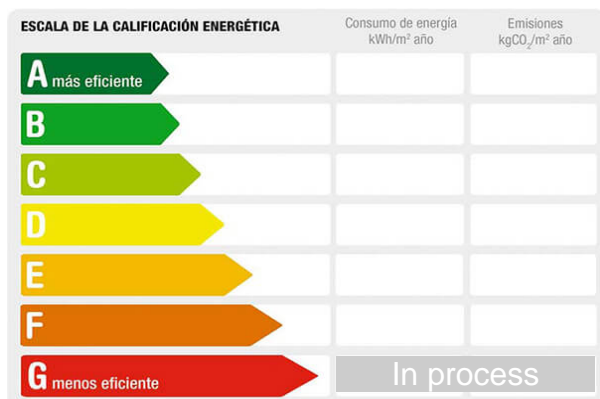 ESCALA DE LA CALIFICACIÓN ENERGÉTICA
Consumo de energía
kWh/m² año
Emisiones
kgCO₂/m² año
A más eficiente
B
C
D
E
F
G menos eficiente
In process